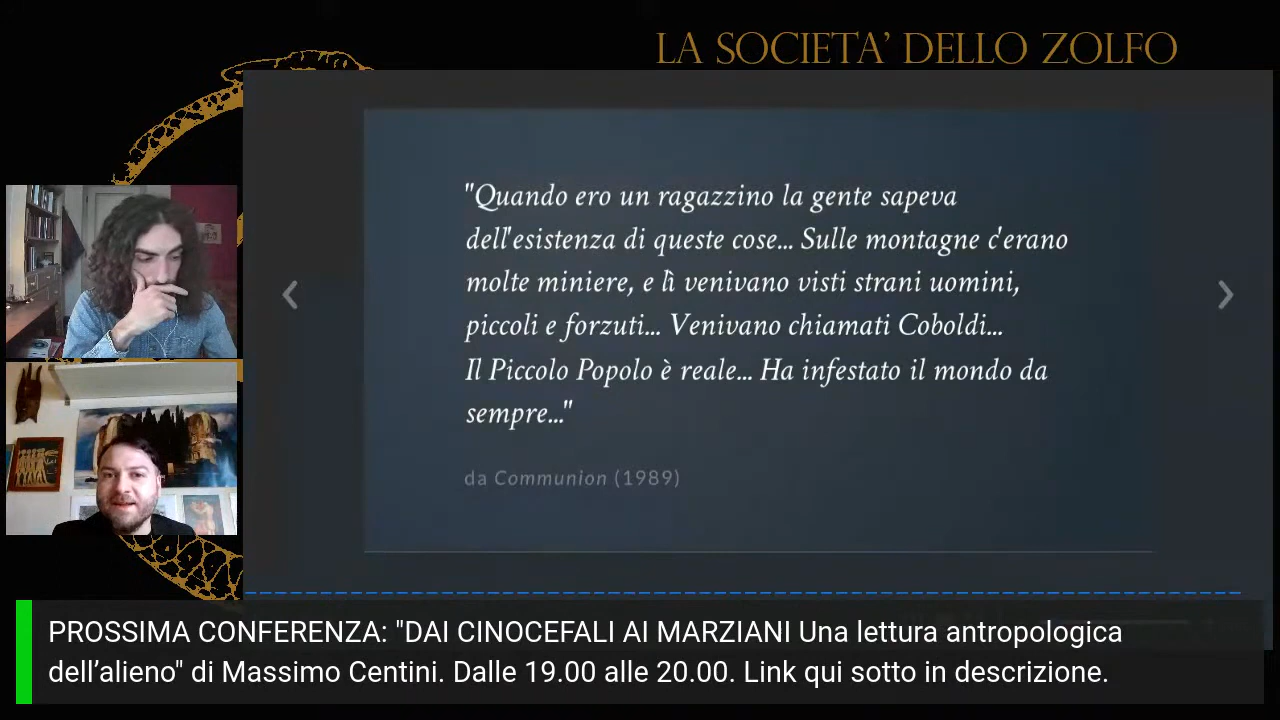 LA SOCIETA' DELLO ZOLFO
"Quando ero un ragazzino la gente sapeva
dell'esistenza di queste cose... Sulle montagne c'erano
molte miniere, e lì venivano visti strani uomini,
piccoli e forzuti... Venivano chiamati Coboldi...
Il Piccolo Popolo è reale... Ha infestato il mondo da
sempre..."
da Communion (1989)
PROSSIMA CONFERENZA: "DAI CINOCEFALI AI MARZIANI Una lettura antropologica
dell’alieno" di Massimo Centini. Dalle 19.00 alle 20.00. Link qui sotto in descrizione.